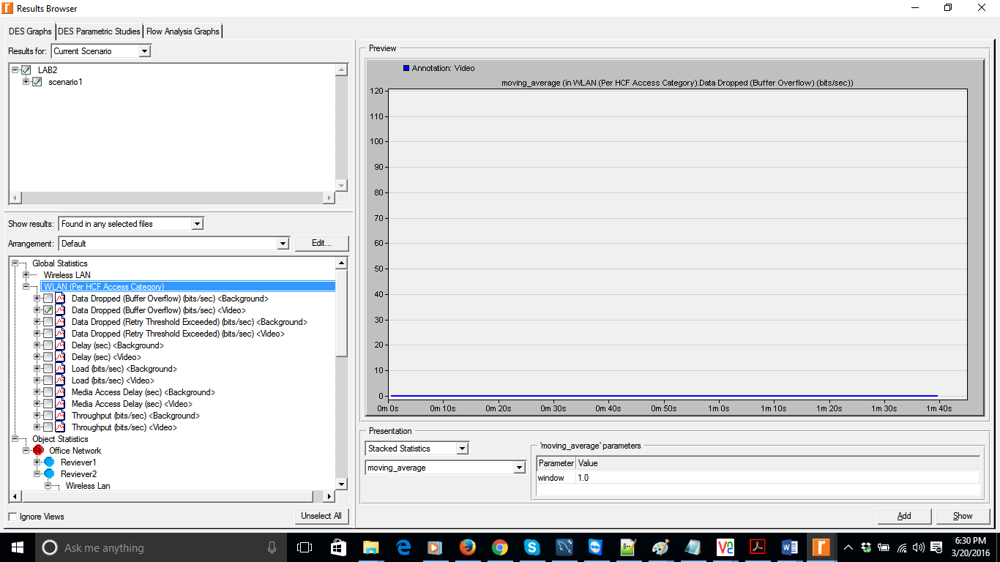 Results Browser
DES Graphs DES Parametric Studies Flow Analysis Graphs
Results for: Current Scenario
LAB2
scenario1
Show results: Found in any selected files
Arrangement: Default Edit...
Global Statistics
Wireless LAN
WLAN (Per HCF Access Category)
Data Dropped (Buffer Overflow) (bits/sec) <Background>
Data Dropped (Buffer Overflow) (bits/sec) <Video>
Data Dropped (Retry Threshold Exceeded) (bits/sec) <Background>
Data Dropped (Retry Threshold Exceeded) (bits/sec) <Video>
Delay (sec) <Background>
Delay (sec) <Video>
Load (bits/sec) <Background>
Load (bits/sec) <Video>
Media Access Delay (sec) <Background>
Media Access Delay (sec) <Video>
Throughput (bits/sec) <Background>
Throughput (bits/sec) <Video>
Object Statistics
Office Network
Reviever1
Reviever2
Wireless Lan
Ignore Views Unselect All
Preview
Annotation: Video
moving_average (in WLAN (Per HCF Access Category).Data Dropped (Buffer Overflow) (bits/sec))
120
110
100
90
80
70
60
50
40
30
20
10
0
0m 0s 0m 10s 0m 20s 0m 30s 0m 40s 0m 50s 1m 0s 1m 10s 1m 20s 1m 30s 1m 40s
Presentation
Stacked Statistics
moving_average
'moving_average' parameters
Parameter Value
window 1.0
Add Show
Ask me anything
6:30 PM
3/20/2016